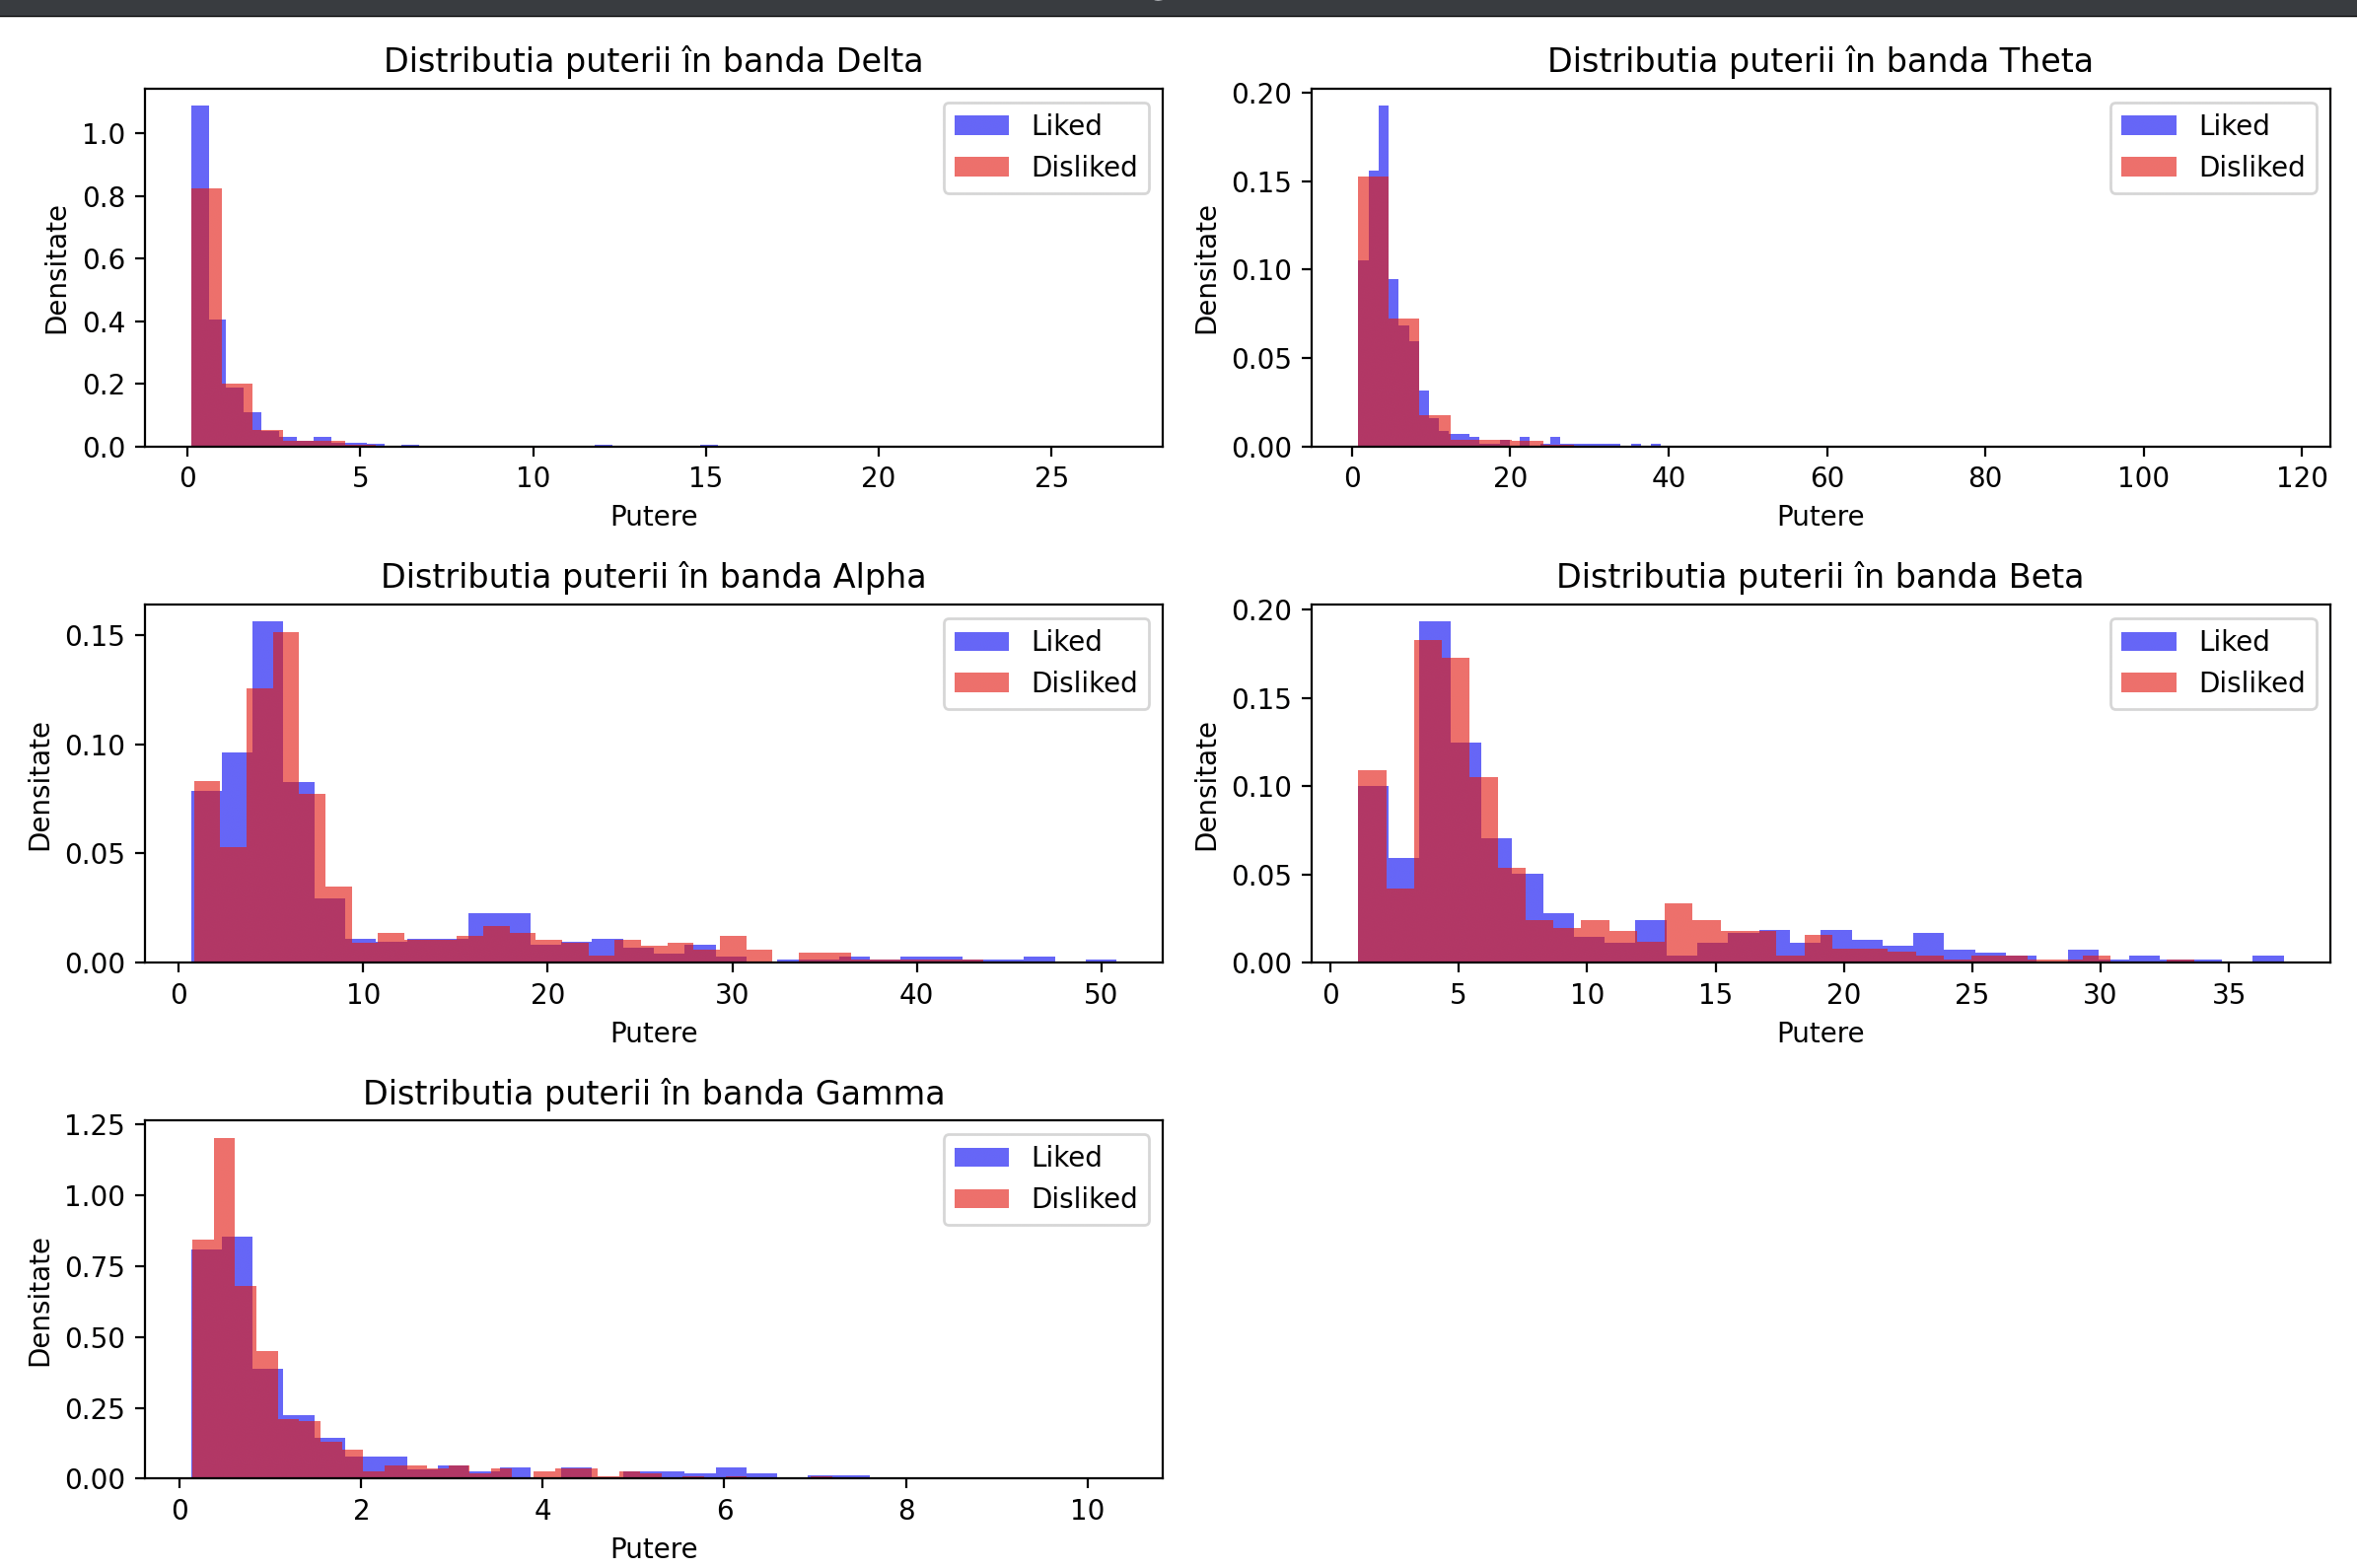 Distributia puterii în banda Delta
Densitate
1.0
0.8
0.6
0.4
0.2
0.0
Liked
Disliked
0 5 10 15 20 25
Putere
Distributia puterii în banda Theta
Densitate
0.20
0.15
0.10
0.05
0.00
Liked
Disliked
0 20 40 60 80 100 120
Putere
Distributia puterii în banda Alpha
Densitate
0.15
0.10
0.05
0.00
Liked
Disliked
0 10 20 30 40 50
Putere
Distributia puterii în banda Beta
Densitate
0.20
0.15
0.10
0.05
0.00
Liked
Disliked
0 5 10 15 20 25 30 35
Putere
Distributia puterii în banda Gamma
Densitate
1.25
1.00
0.75
0.50
0.25
0.00
Liked
Disliked
0 2 4 6 8 10
Putere